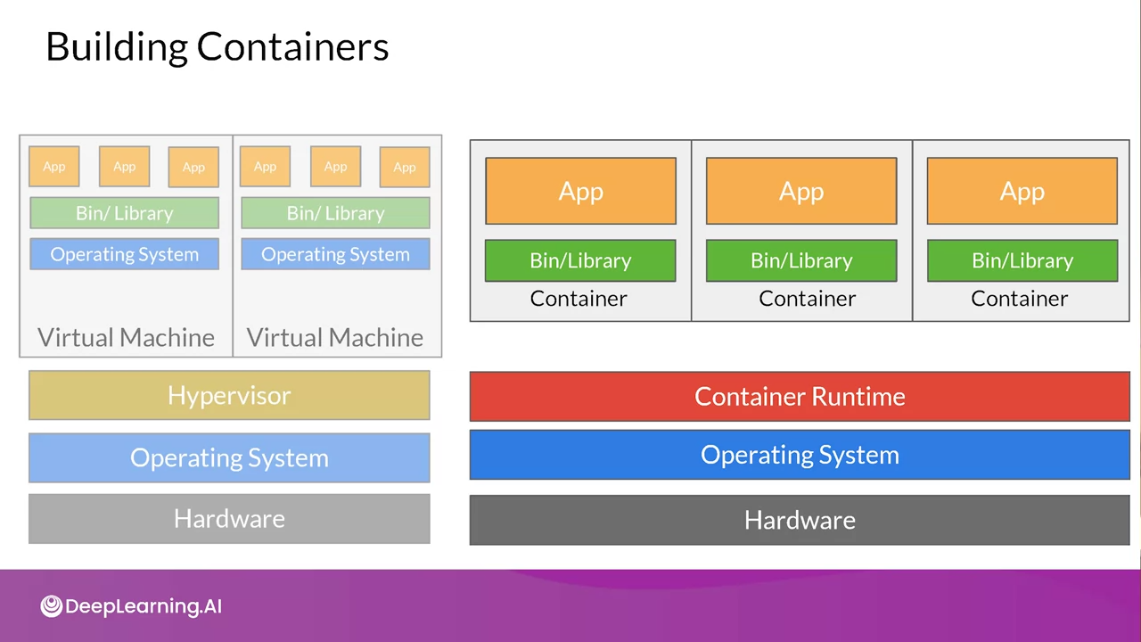 Building Containers
App App App App App App
Bin/ Library Bin/ Library
Operating System Operating System
Virtual Machine Virtual Machine
Hypervisor
Operating System
Hardware
App App App
Bin/Library Bin/Library Bin/Library
Container Container Container
Container Runtime
Operating System
Hardware
DeepLearning.AI